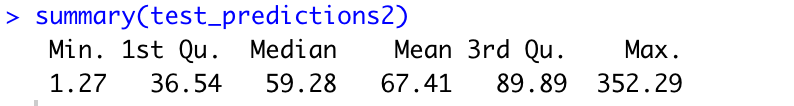 > summary(test_predictions2)
Min. 1st Qu. Median Mean 3rd Qu. Max.
1.27 36.54 59.28 67.41 89.89 352.29